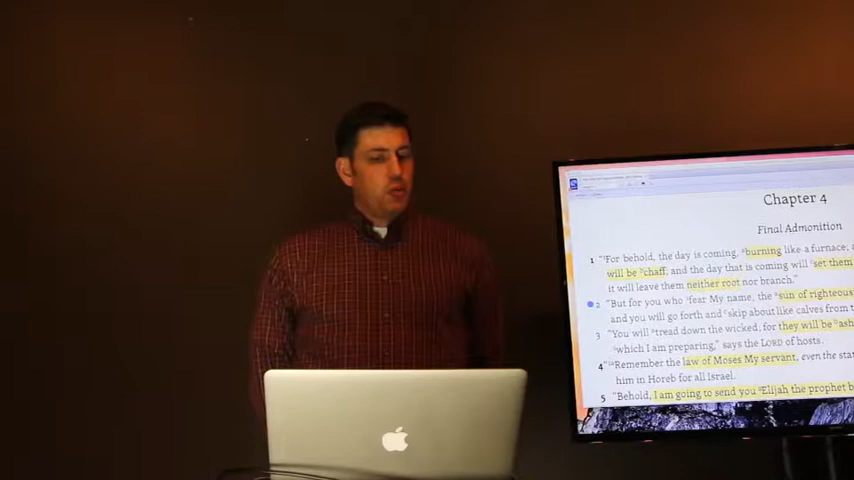 Chapter 4
Final Admonition
1 "For behold, the day is coming, burning like a furnace;
will be chaff; and the day that is coming will set them
it will leave them neither root nor branch."
2 "But for you who fear My name, the sun of righteous
and you will go forth and skip about like calves from
3 "You will tread down the wicked, for they will be ash
which I am preparing," says the LORD of hosts.
4 "Remember the law of Moses My servant, even the
him in Horeb for all Israel.
5 "Behold, I am going to send you Elijah the prophet